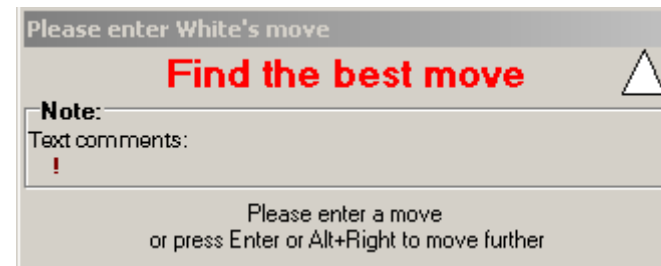 Please enter White's move
Find the best move
Note:
Text comments:
!
Please enter a move
or press Enter or Alt+Right to move further